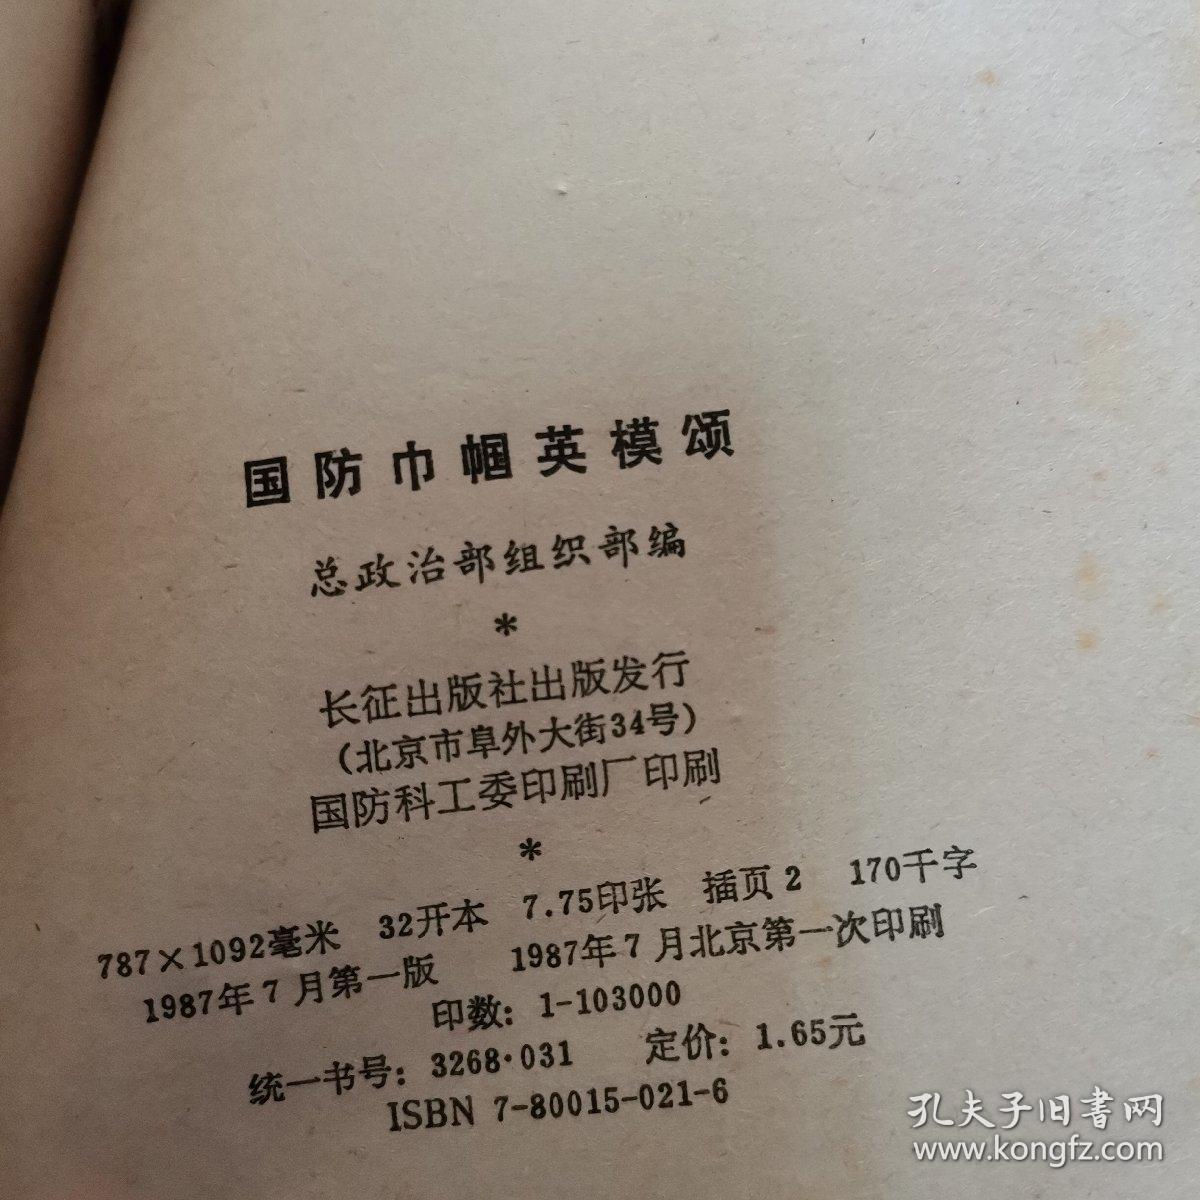 国防巾帼英模颂
总政治部组织部编
*
长征出版社出版发行
(北京市阜外大街34号)
国防科工委印刷厂印刷
*
787×1092毫米 32开本 7.75印张 插页2 170千字
1987年7月第一版 1987年7月北京第一次印刷
印数：1-103000
统一书号：3268·031 定价：1.65元
ISBN 7-80015-021-6
孔夫子旧书网
www.kongfz.com